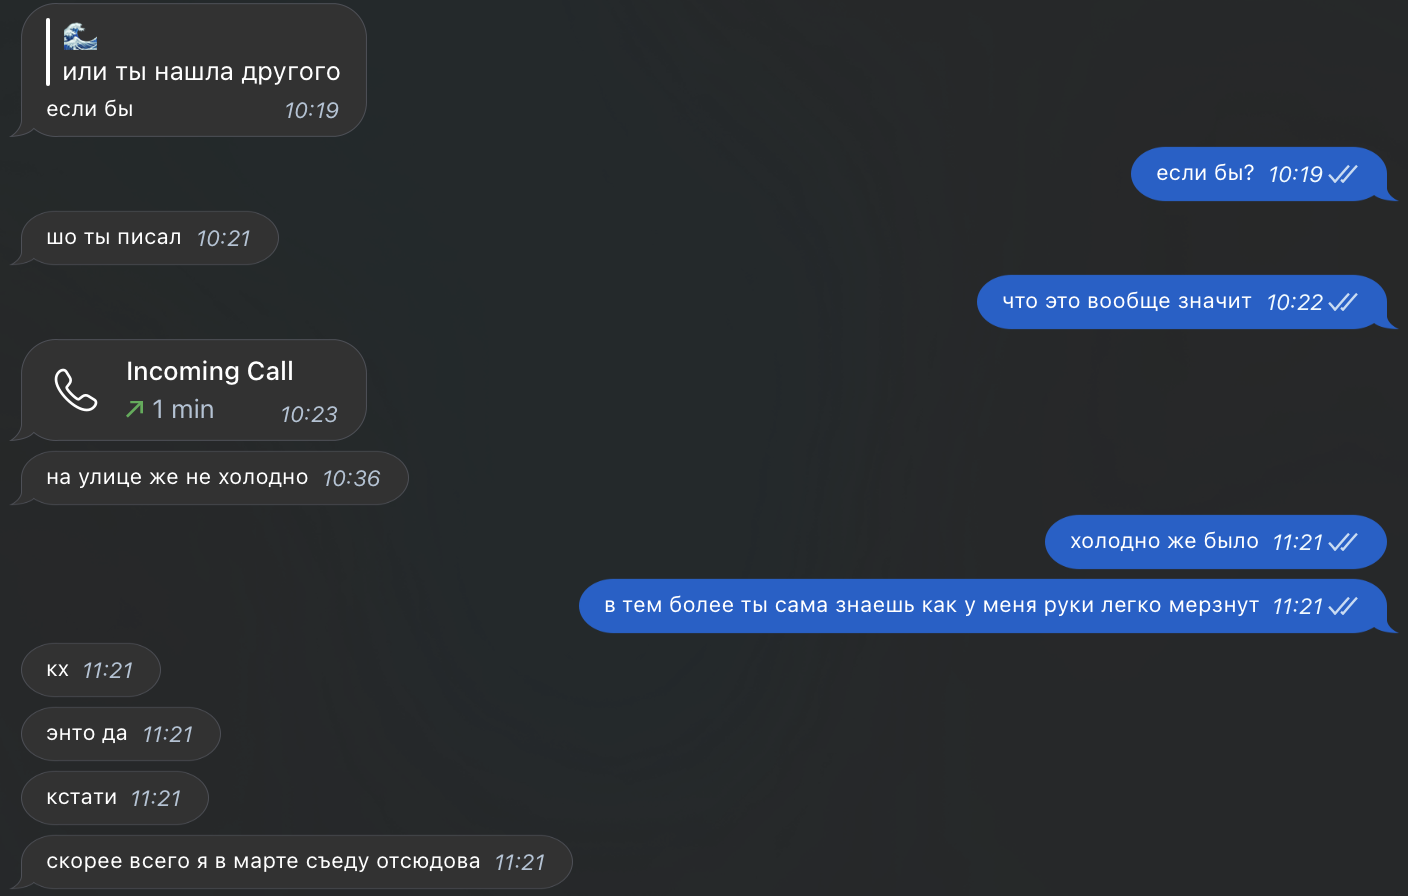 🌊
или ты нашла другого
если бы 10:19
если бы? 10:19
шо ты писал 10:21
что это вообще значит 10:22
Incoming Call
1 min 10:23
на улице же не холодно 10:36
холодно же было 11:21
в тем более ты сама знаешь как у меня руки легко мерзнут 11:21
кх 11:21
энто да 11:21
кстати 11:21
скорее всего я в марте съеду отсюдова 11:21